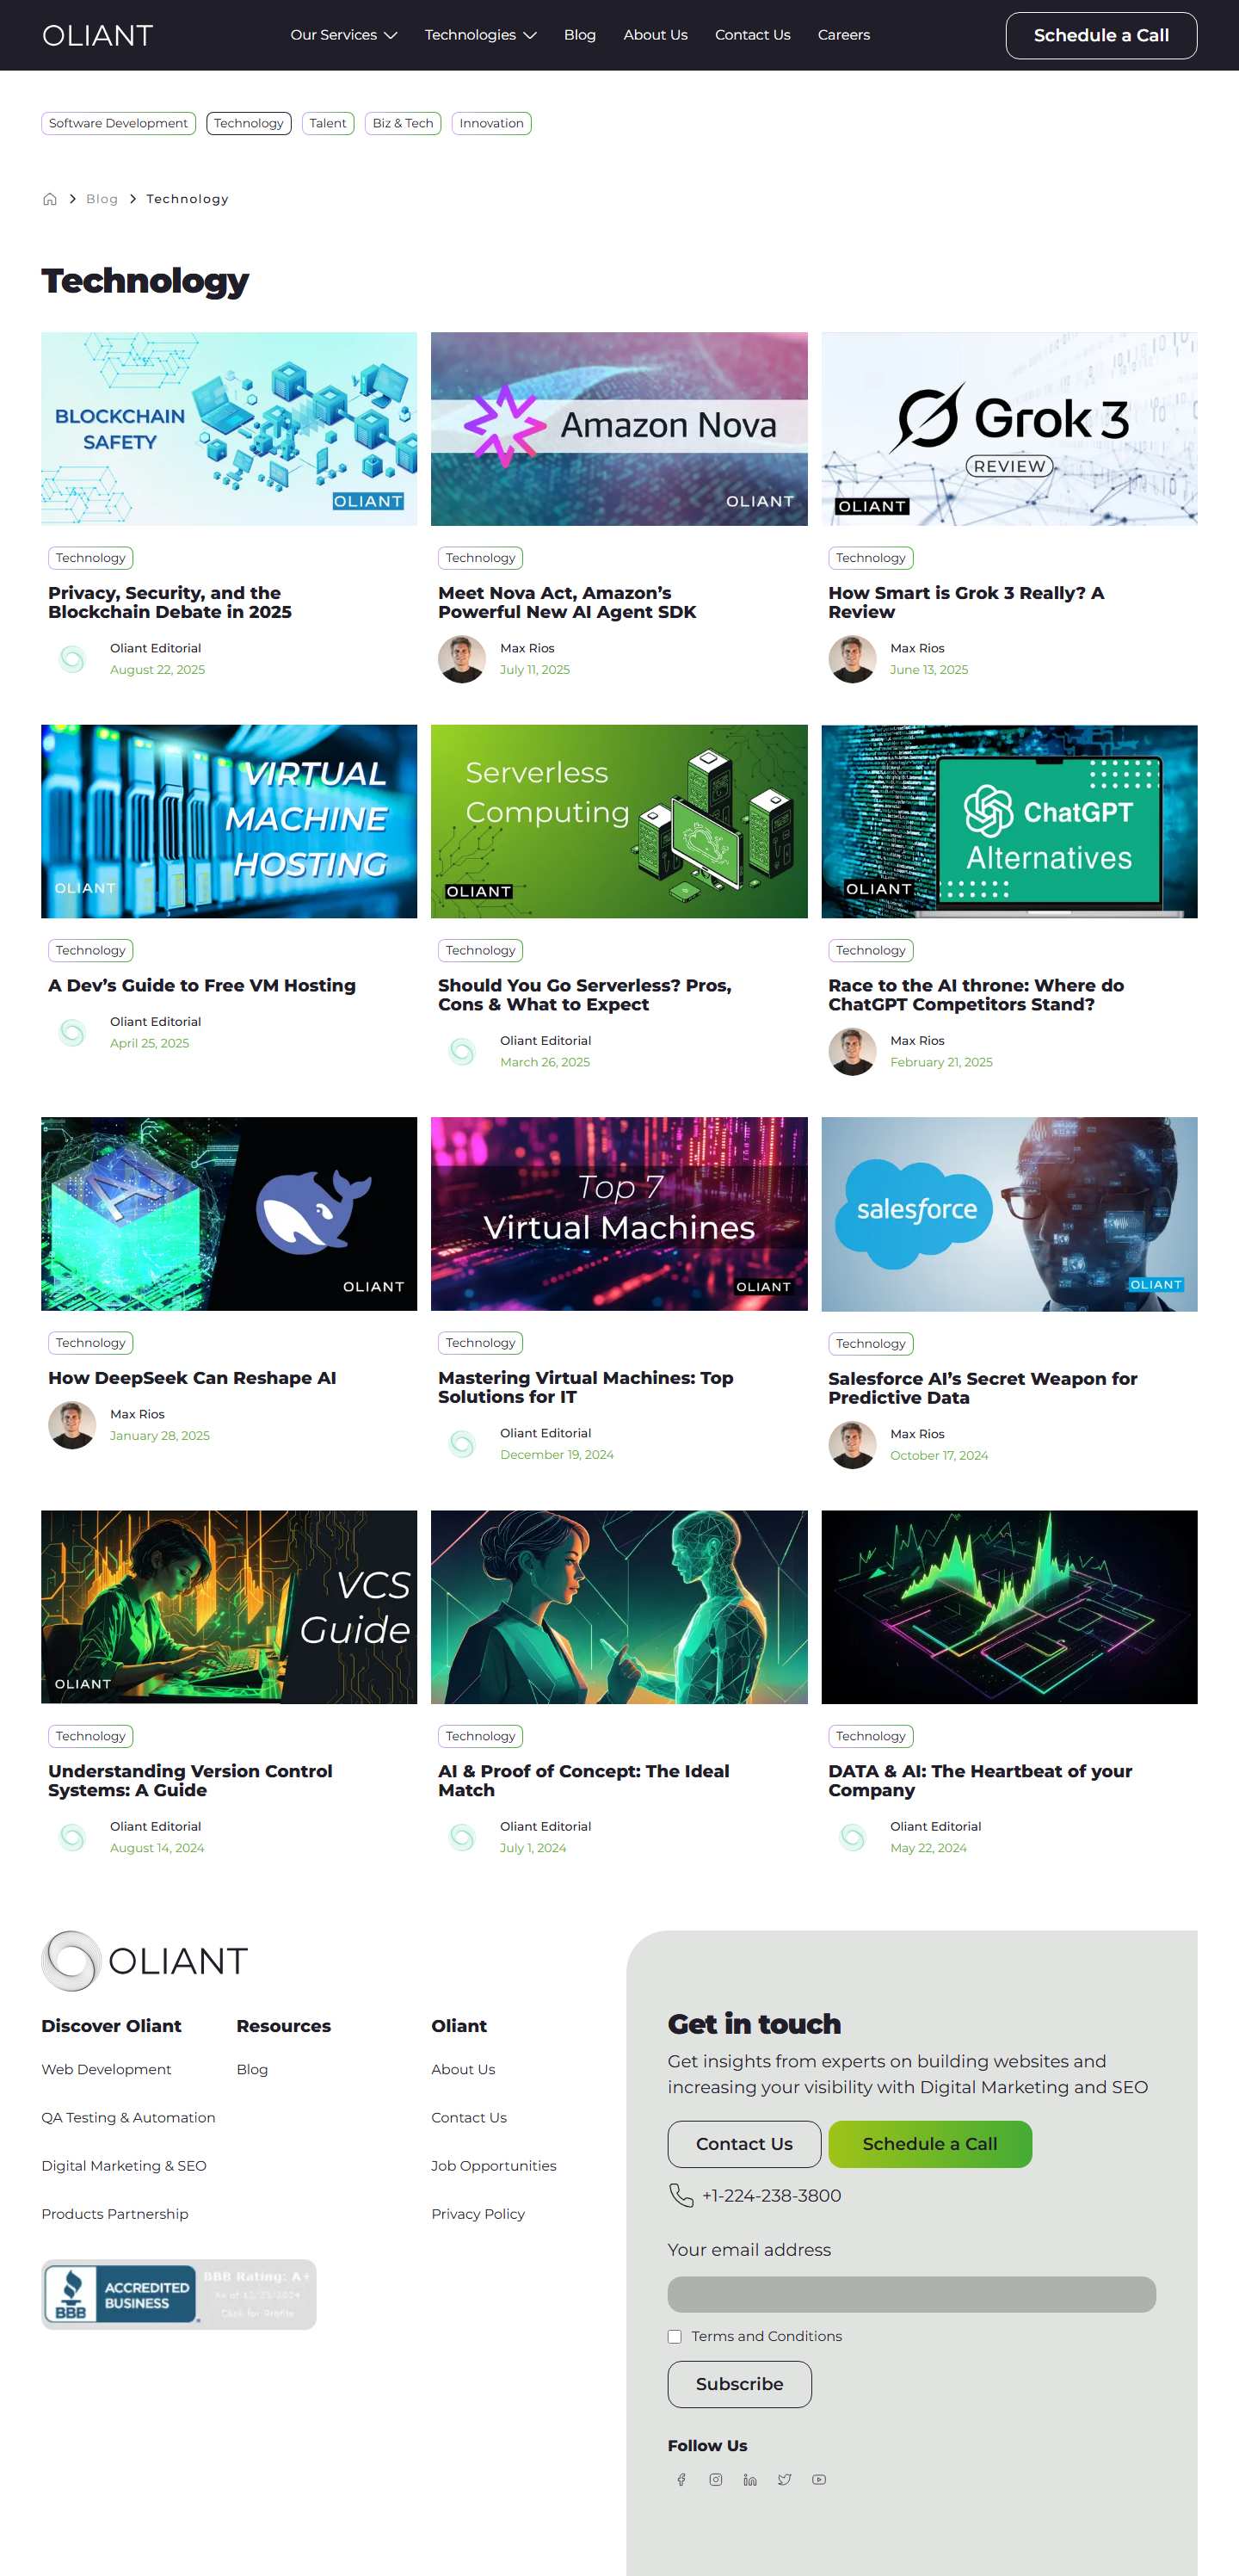 OLIANT
Our Services
Technologies
Blog
About Us
Contact Us
Careers
Schedule a Call
Software Development
Technology
Talent
Biz & Tech
Innovation
Blog
Technology
Technology
BLOCKCHAIN
SAFETY
OLIANT
Amazon Nova
OLIANT
Grok 3
REVIEW
OLIANT
Technology
Privacy, Security, and the
Blockchain Debate in 2025
Oliant Editorial
August 22, 2025
Technology
Meet Nova Act, Amazon’s
Powerful New AI Agent SDK
Max Rios
July 11, 2025
Technology
How Smart is Grok 3 Really? A
Review
Max Rios
June 13, 2025
VIRTUAL
MACHINE
HOSTING
OLIANT
Serverless
Computing
OLIANT
ChatGPT
Alternatives
OLIANT
Technology
A Dev’s Guide to Free VM Hosting
Oliant Editorial
April 25, 2025
Technology
Should You Go Serverless? Pros,
Cons & What to Expect
Oliant Editorial
March 26, 2025
Technology
Race to the AI throne: Where do
ChatGPT Competitors Stand?
Max Rios
February 21, 2025
AI
OLIANT
Top 7
Virtual Machines
OLIANT
salesforce
OLIANT
Technology
How DeepSeek Can Reshape AI
Max Rios
January 28, 2025
Technology
Mastering Virtual Machines: Top
Solutions for IT
Oliant Editorial
December 19, 2024
Technology
Salesforce AI’s Secret Weapon for
Predictive Data
Max Rios
October 17, 2024
VCS
Guide
OLIANT
Technology
Understanding Version Control
Systems: A Guide
Oliant Editorial
August 14, 2024
Technology
AI & Proof of Concept: The Ideal
Match
Oliant Editorial
July 1, 2024
Technology
DATA & AI: The Heartbeat of your
Company
Oliant Editorial
May 22, 2024
OLIANT
Discover Oliant
Web Development
QA Testing & Automation
Digital Marketing & SEO
Products Partnership
Resources
Blog
Oliant
About Us
Contact Us
Job Opportunities
Privacy Policy
BBB
ACCREDITED
BUSINESS
BBB Rating: A+
Click for Profile
Get in touch
Get insights from experts on building websites and
increasing your visibility with Digital Marketing and SEO
Contact Us
Schedule a Call
+1-224-238-3800
Your email address
Terms and Conditions
Subscribe
Follow Us